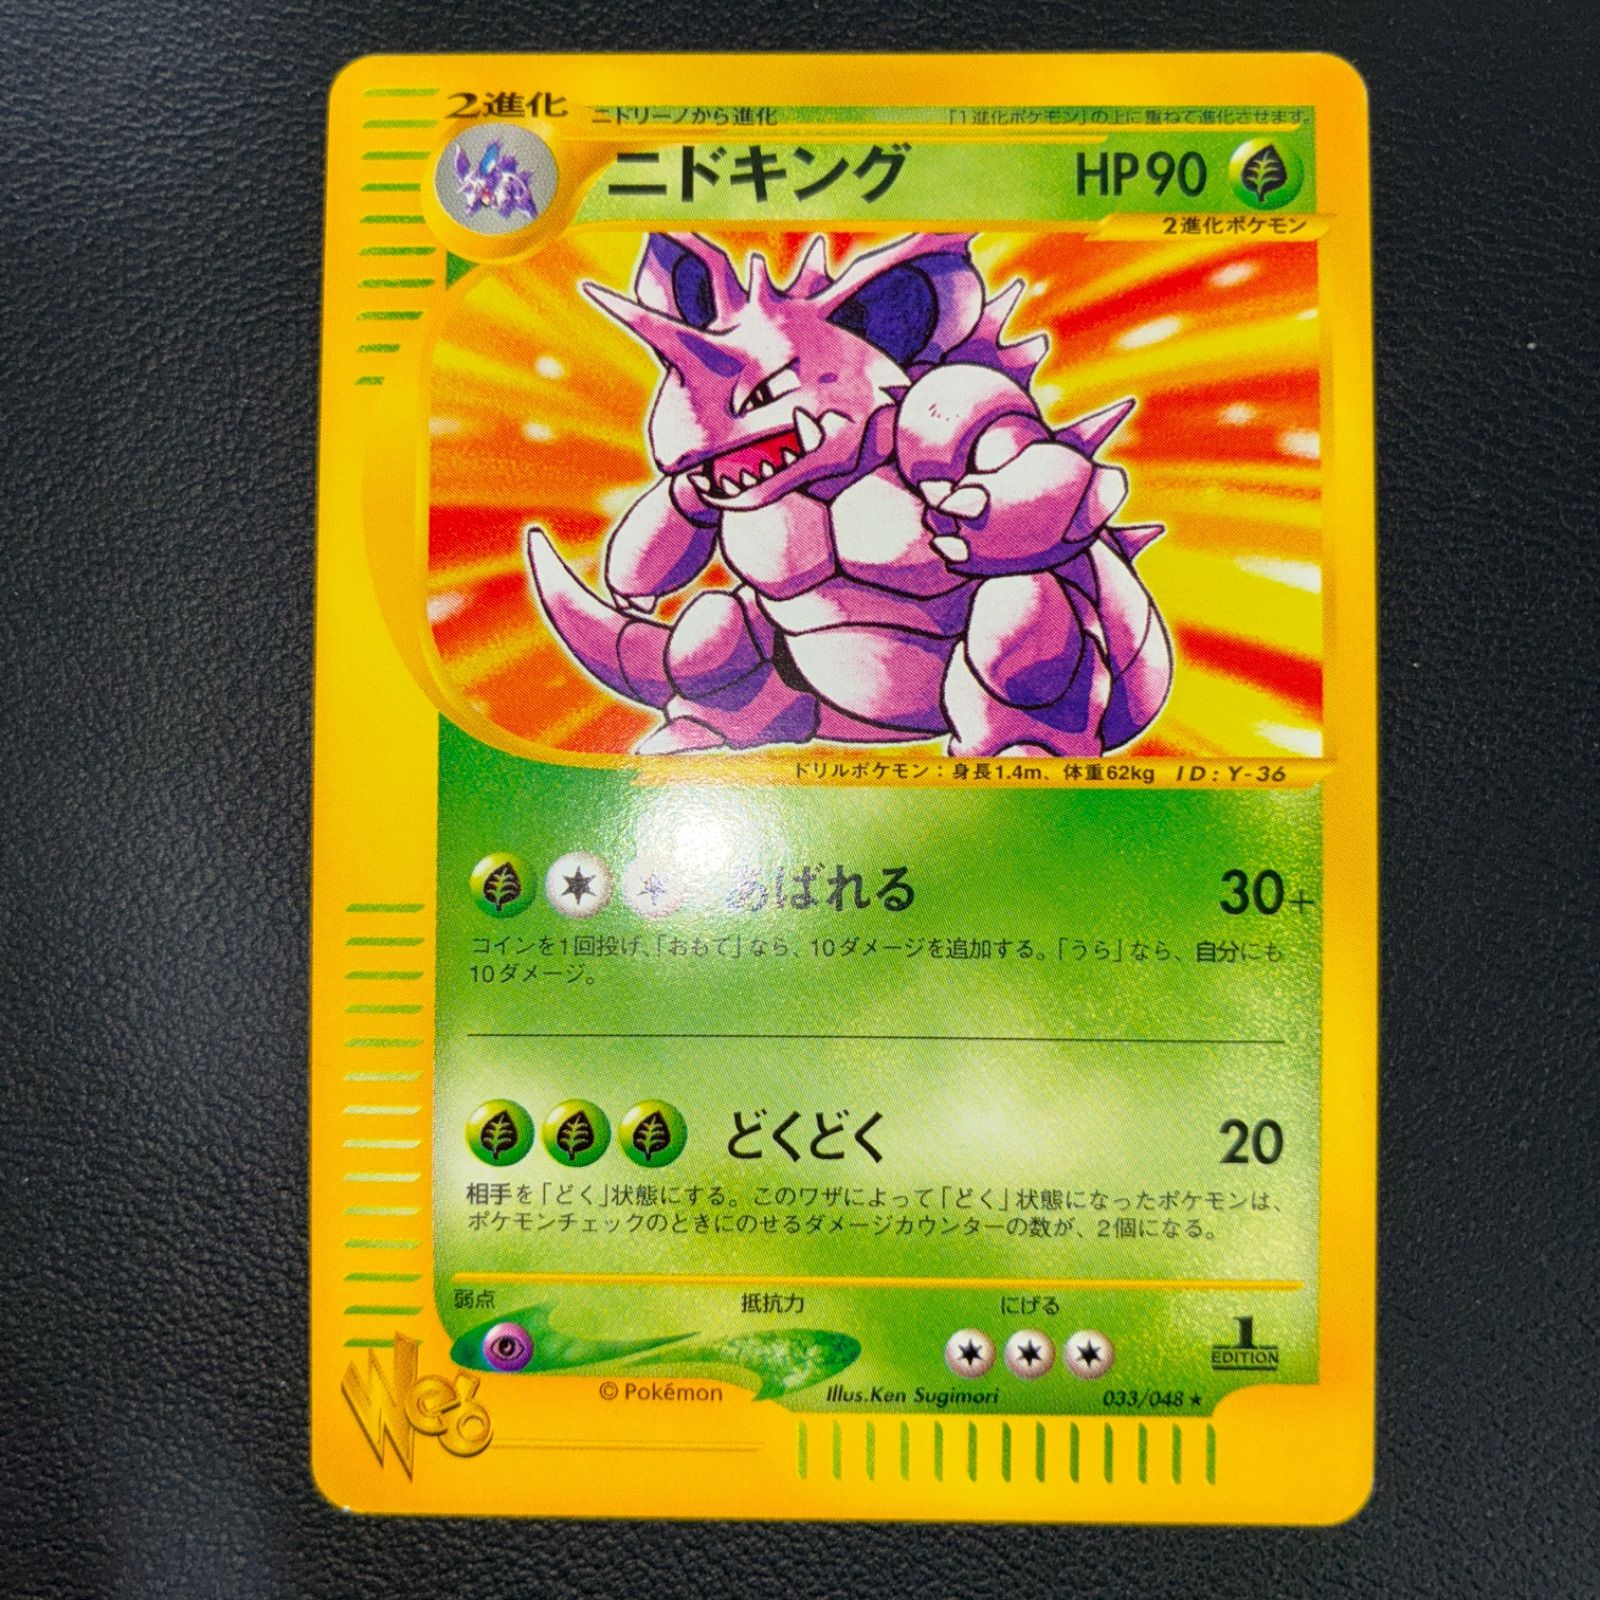 2進化 ニドリーノから進化 「1進化ポケモン」の上に重ねて進化させます。
ニドキング HP90
2進化ポケモン
ドリルポケモン：身長1.4m、体重62kg ID：Y-36
あばれる 30+
コインを1回投げ、「おもて」なら、10ダメージを追加する。「うら」なら、自分にも
10ダメージ。
どくどく 20
相手を「どく」状態にする。このワザによって「どく」状態になったポケモンは、
ポケモンチェックのときにのせるダメージカウンターの数が、2個になる。
弱点 抵抗力 にげる
1
EDITION
Web
© Pokémon Illus.Ken Sugimori 033/048 ★